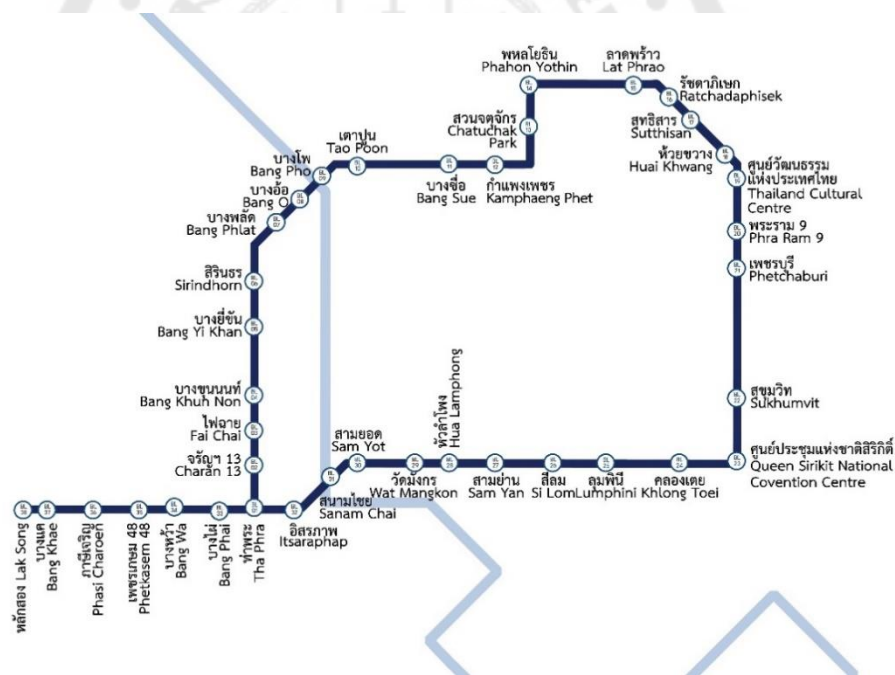 พหลโยธิน
Phahon Yothin
ลาดพร้าว
Lat Phrao
รัชดาภิเษก
Ratchadaphisek
สวนจตุจักร
Chatuchak
Park
สุทธิสาร
Sutthisan
ห้วยขวาง
Huai Khwang
เตาปูน
Tao Poon
บางโพ
Bang Pho
บางอ้อ
Bang O
บางพลัด
Bang Phlat
บางซื่อ
Bang Sue
กำแพงเพชร
Kamphaeng Phet
ศูนย์วัฒนธรรม
แห่งประเทศไทย
Thailand Cultural
Centre
พระราม 9
Phra Ram 9
เพชรบุรี
Phetchaburi
สิรินธร
Sirindhorn
บางยี่ขัน
Bang Yi Khan
บางขุนนนท์
Bang Khuh Non
ไฟฉาย
Fai Chai
จรัญฯ 13
Charan 13
สุขุมวิท
Sukhumvit
ศูนย์ประชุมแห่งชาติสิริกิติ์
Queen Sirikit National
Covention Centre
สามยอด
Sam Yot
หัวลำโพง
Hua Lamphong
วัดมังกร
Wat Mangkon
สามย่าน
Sam Yan
สีลม
Si Lom
ลุมพินี
Lumphini
คลองเตย
Khlong Toei
สนามไชย
Sanam Chai
อิสรภาพ
Itsaraphap
หลักสอง Lak Song
บางแค
Bang Khae
ภาษีเจริญ
Phasi Charoen
เพชรเกษม 48
Phetkasem 48
บางหว้า
Bang Wa
บางไผ่
Bang Phai
ท่าพระ
Tha Phra